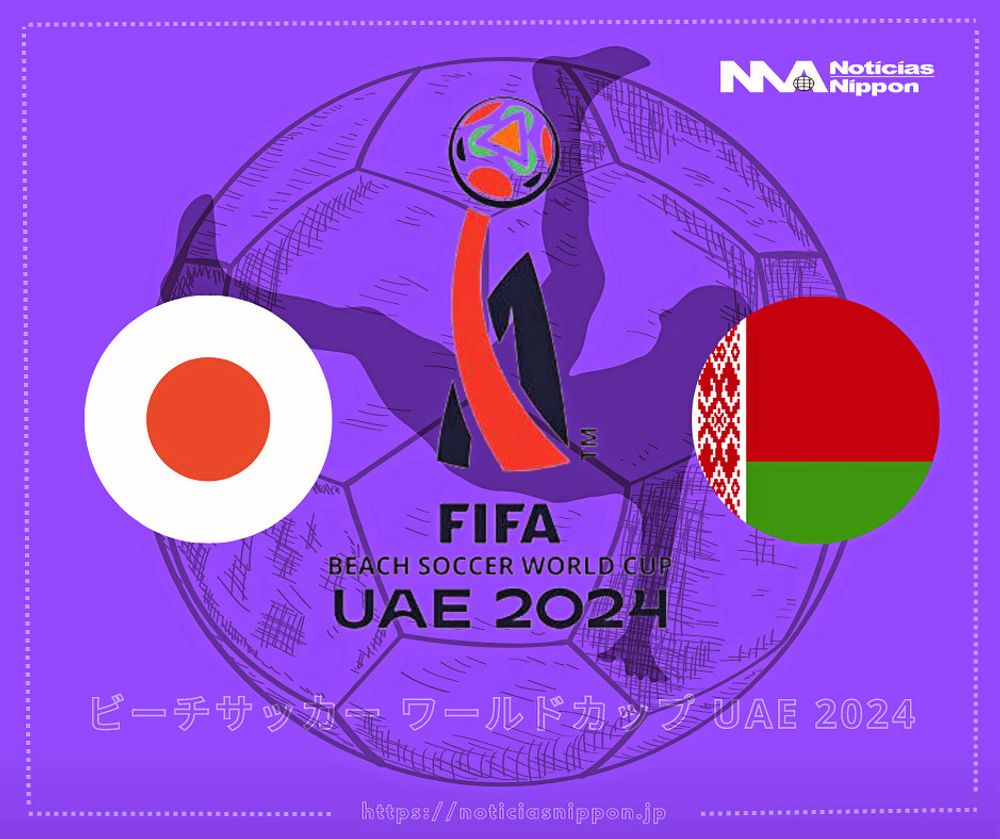 NNA Notícias
Nippon
TM
FIFA
BEACH SOCCER WORLD CUP
UAE 2024
ビーチサッカー ワールドカップ UAE 2024
https://noticiasnippon.jp